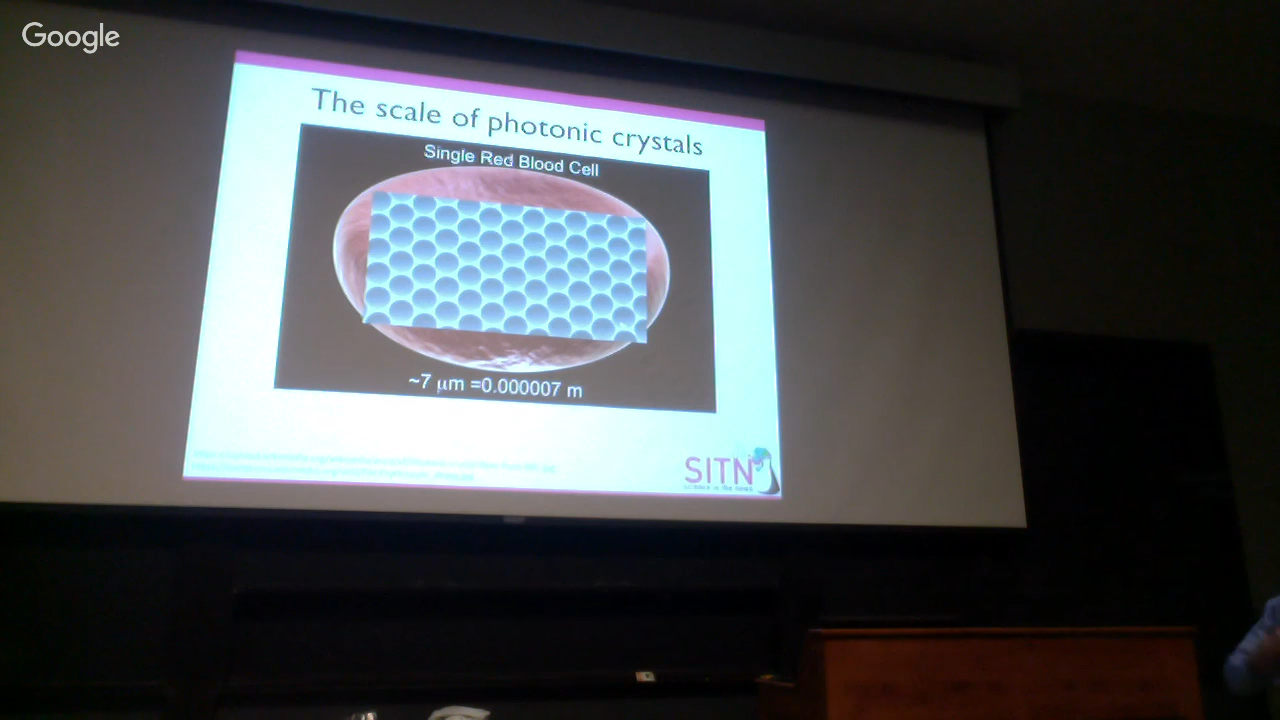 Google
The scale of photonic crystals
Single Red Blood Cell
~7 μm =0.000007 m
SITN